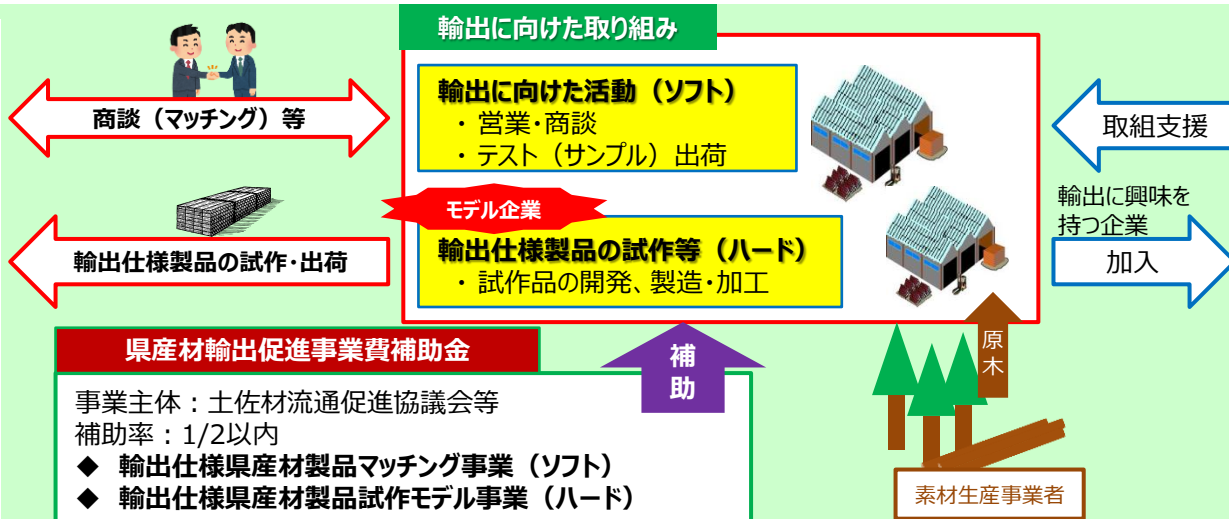 輸出に向けた取り組み
輸出に向けた活動（ソフト）
・営業・商談
・テスト（サンプル）出荷
商談（マッチング）等
取組支援
モデル企業
輸出に興味を
持つ企業
輸出仕様製品の試作等（ハード）
・試作品の開発、製造・加工
輸出仕様製品の試作・出荷
加入
県産材輸出促進事業費補助金
補助
原木
事業主体：土佐材流通促進協議会等
補助率：1/2以内
◆ 輸出仕様県産材製品マッチング事業（ソフト）
◆ 輸出仕様県産材製品試作モデル事業（ハード）
素材生産事業者